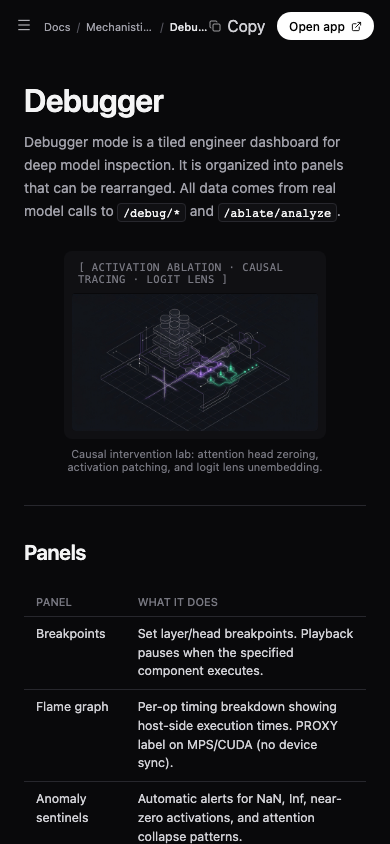 Docs / Mechanisti... / Debu... Copy Open app
Debugger
Debugger mode is a tiled engineer dashboard for
deep model inspection. It is organized into panels
that can be rearranged. All data comes from real
model calls to /debug/* and /ablate/analyze.
[ ACTIVATION ABLATION · CAUSAL
TRACING · LOGIT LENS ]
Causal intervention lab: attention head zeroing,
activation patching, and logit lens unembedding.
Panels
PANEL WHAT IT DOES
Breakpoints Set layer/head breakpoints. Playback
pauses when the specified
component executes.
Flame graph Per-op timing breakdown showing
host-side execution times. PROXY
label on MPS/CUDA (no device
sync).
Anomaly Automatic alerts for NaN, Inf, near-
sentinels zero activations, and attention
collapse patterns.